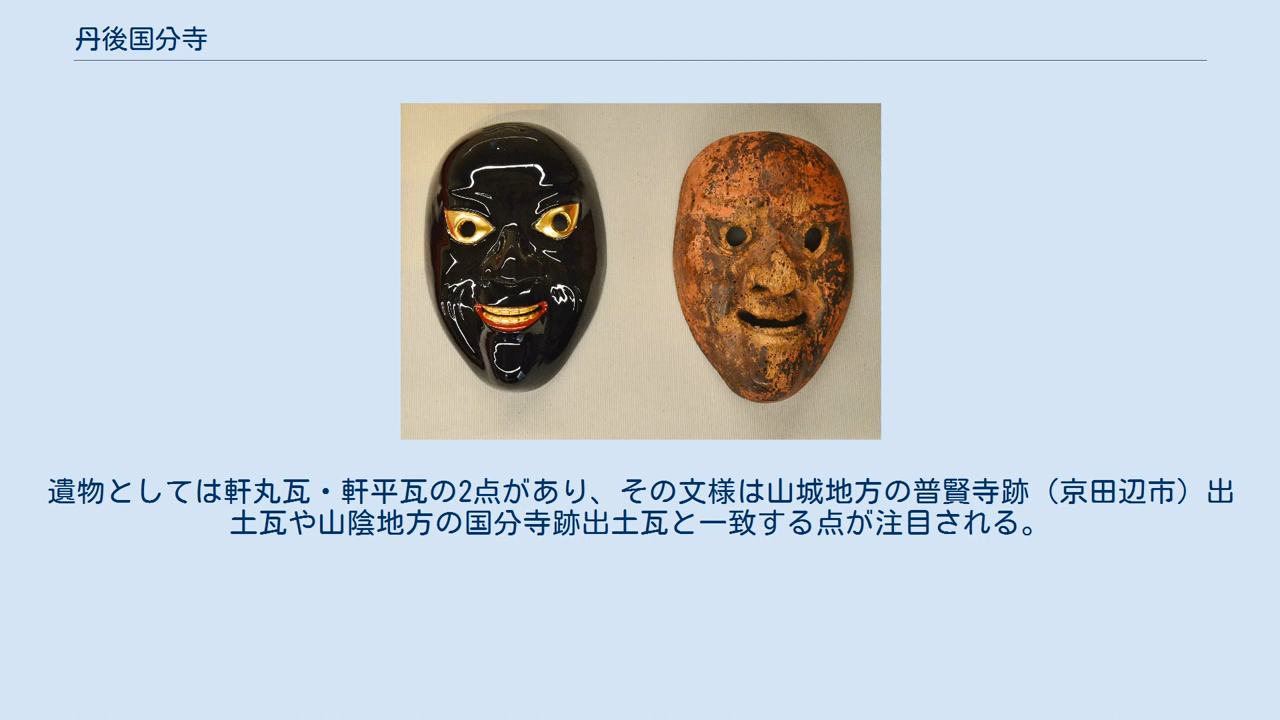 丹後国分寺
遺物としては軒丸瓦・軒平瓦の2点があり、その文様は山城地方の普賢寺跡（京田辺市）出
土瓦や山陰地方の国分寺跡出土瓦と一致する点が注目される。